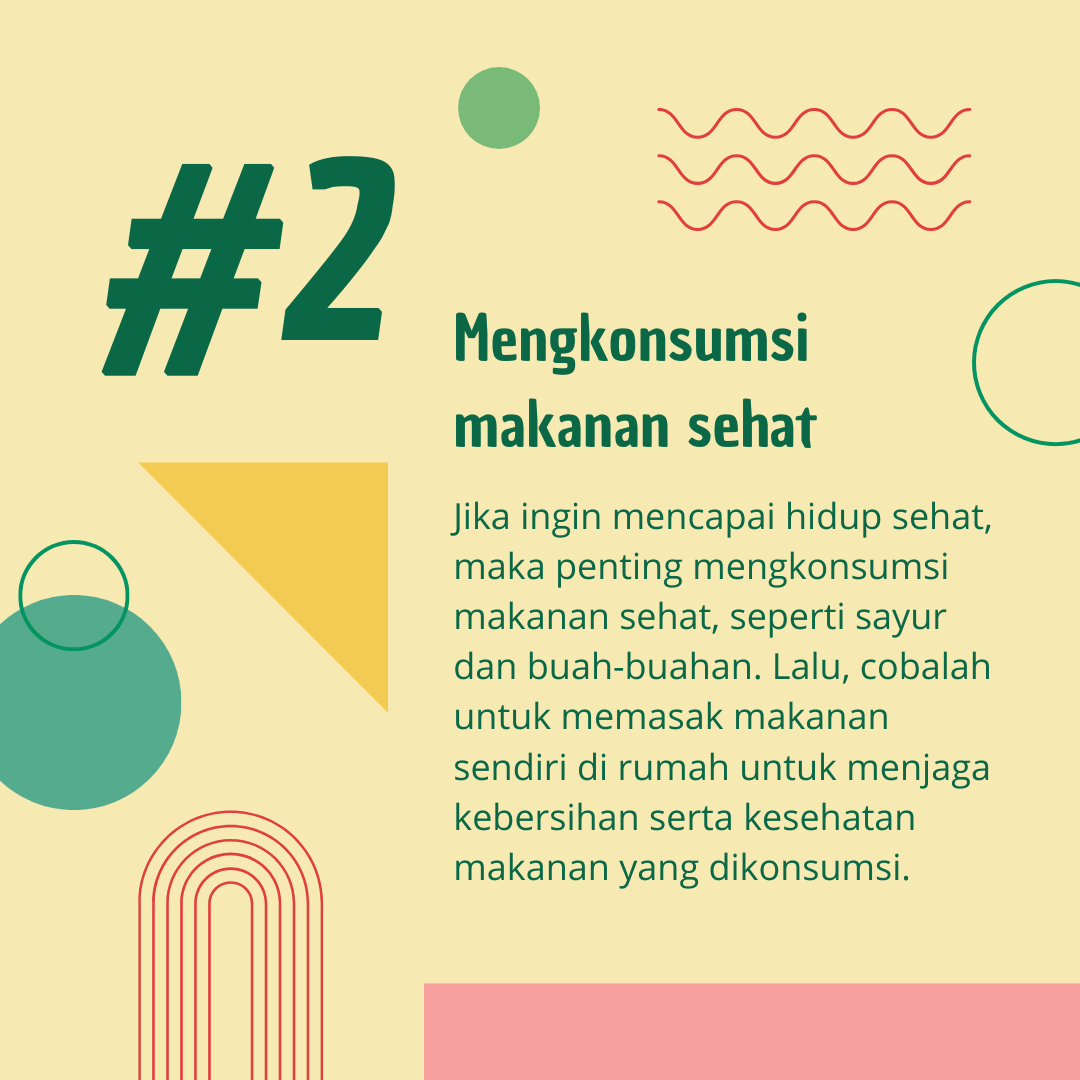 #2
Mengkonsumsi
makanan sehat
Jika ingin mencapai hidup sehat,
maka penting mengkonsumsi
makanan sehat, seperti sayur
dan buah-buahan. Lalu, cobalah
untuk memasak makanan
sendiri di rumah untuk menjaga
kebersihan serta kesehatan
makanan yang dikonsumsi.